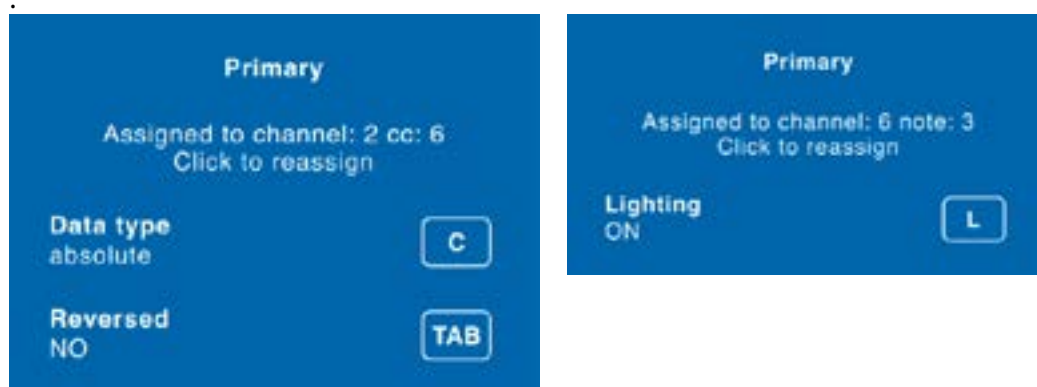 .
Primary
Assigned to channel: 2 cc: 6
Click to reassign
Data type
absolute
C
Reversed
NO
TAB
Primary
Assigned to channel: 6 note: 3
Click to reassign
Lighting
ON
L